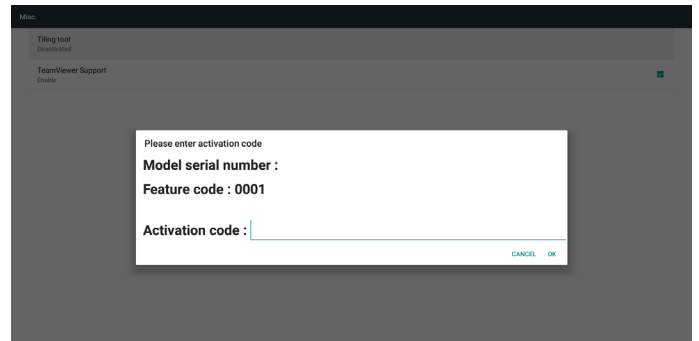 Misc.
Tiling tool
Deactivated
TeamViewer Support
Enable
Please enter activation code
Model serial number :
Feature code : 0001
Activation code :
CANCEL OK